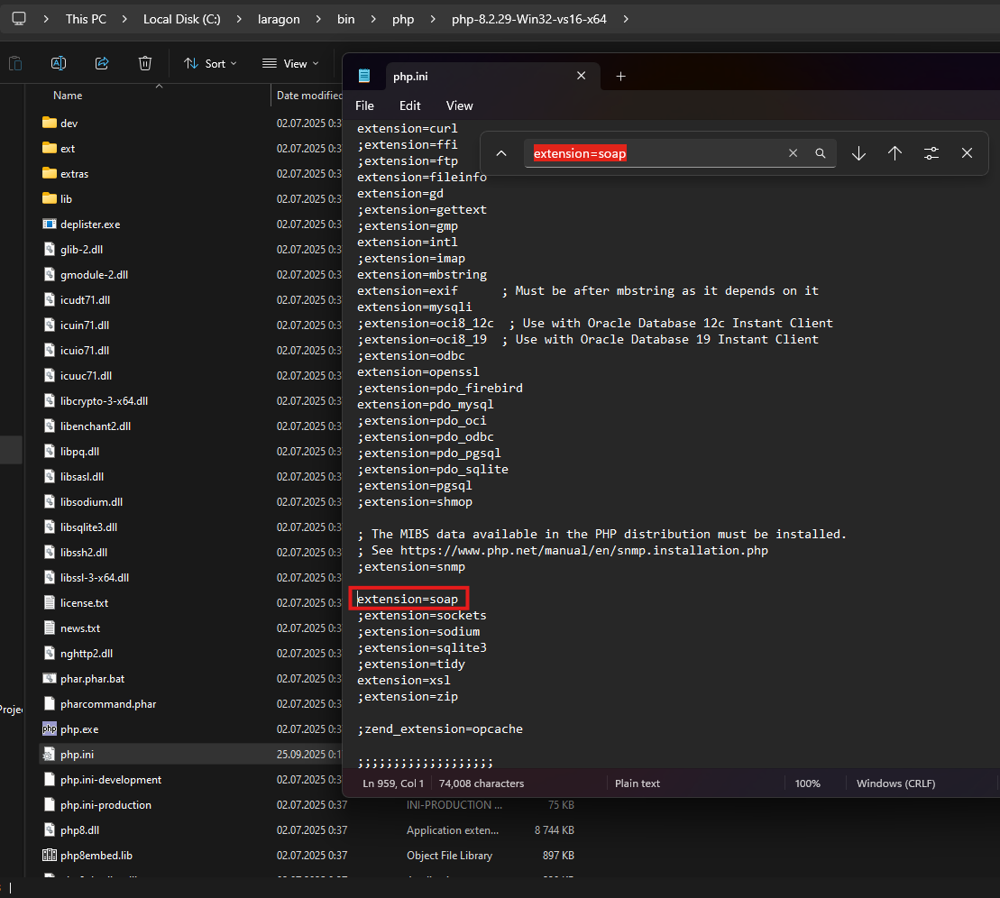 This PC > Local Disk (C:) > laragon > bin > php > php-8.2.29-Win32-vs16-x64 >
Sort View
Name Date modified
dev 02.07.2025 0:3
ext 02.07.2025 0:3
extras 02.07.2025 0:3
lib 02.07.2025 0:3
deplister.exe 02.07.2025 0:3
glib-2.dll 02.07.2025 0:3
gmodule-2.dll 02.07.2025 0:3
icudt71.dll 02.07.2025 0:3
icuin71.dll 02.07.2025 0:3
icuio71.dll 02.07.2025 0:3
icuuc71.dll 02.07.2025 0:3
libcrypto-3-x64.dll 02.07.2025 0:3
libenchant2.dll 02.07.2025 0:3
libpq.dll 02.07.2025 0:3
libsasl.dll 02.07.2025 0:3
libsodium.dll 02.07.2025 0:3
libsqlite3.dll 02.07.2025 0:3
libssh2.dll 02.07.2025 0:3
libssl-3-x64.dll 02.07.2025 0:3
license.txt 02.07.2025 0:3
news.txt 02.07.2025 0:3
nghttp2.dll 02.07.2025 0:3
phar.phar.bat 02.07.2025 0:3
pharcommand.phar 02.07.2025 0:3
php.exe 02.07.2025 0:3
php.ini 25.09.2025 0:1
php.ini-development 02.07.2025 0:3
php.ini-production 02.07.2025 0:37 INI-PRODUCTION ... 75 KB
php8.dll 02.07.2025 0:37 Application exten... 8 744 KB
php8embed.lib 02.07.2025 0:37 Object File Library 897 KB
Proje
php.ini
File Edit View
extension=soap
extension=curl
;extension=ffi
;extension=ftp
extension=fileinfo
extension=gd
;extension=gettext
;extension=gmp
extension=intl
;extension=imap
extension=mbstring
extension=exif      ; Must be after mbstring as it depends on it
extension=mysqli
;extension=oci8_12c  ; Use with Oracle Database 12c Instant Client
;extension=oci8_19  ; Use with Oracle Database 19 Instant Client
;extension=odbc
extension=openssl
;extension=pdo_firebird
extension=pdo_mysql
;extension=pdo_oci
;extension=pdo_odbc
;extension=pdo_pgsql
;extension=pdo_sqlite
;extension=pgsql
;extension=shmop
; The MIBS data available in the PHP distribution must be installed.
; See https://www.php.net/manual/en/snmp.installation.php
;extension=snmp
extension=soap
;extension=sockets
;extension=sodium
;extension=sqlite3
;extension=tidy
extension=xsl
;extension=zip
;zend_extension=opcache
;;;;;;;;;;;;;;;;;;;
Ln 959, Col 1 74,008 characters Plain text 100% Windows (CRLF)